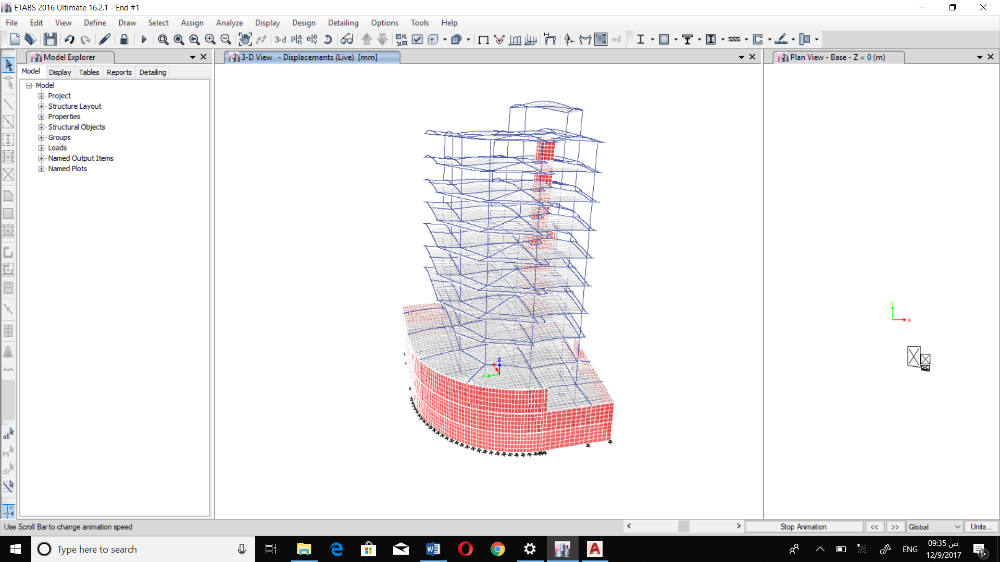 ETABS 2016 Ultimate 16.2.1 - End #1
File Edit View Define Draw Select Assign Analyze Display Design Detailing Options Tools Help
3-d pla n ele v nd
Model Explorer
3-D View - Displacements (Live) [mm]
Plan View - Base - Z = 0 (m)
Model Display Tables Reports Detailing
Model
Project
Structure Layout
Properties
Structural Objects
Groups
Loads
Named Output Items
Named Plots
Z
X
Y
Y
X
all
ps
clr
Use Scroll Bar to change animation speed
Stop Animation
<<
>>
Global
Units...
Type here to search
ENG
09:35 ص
12/9/2017
1